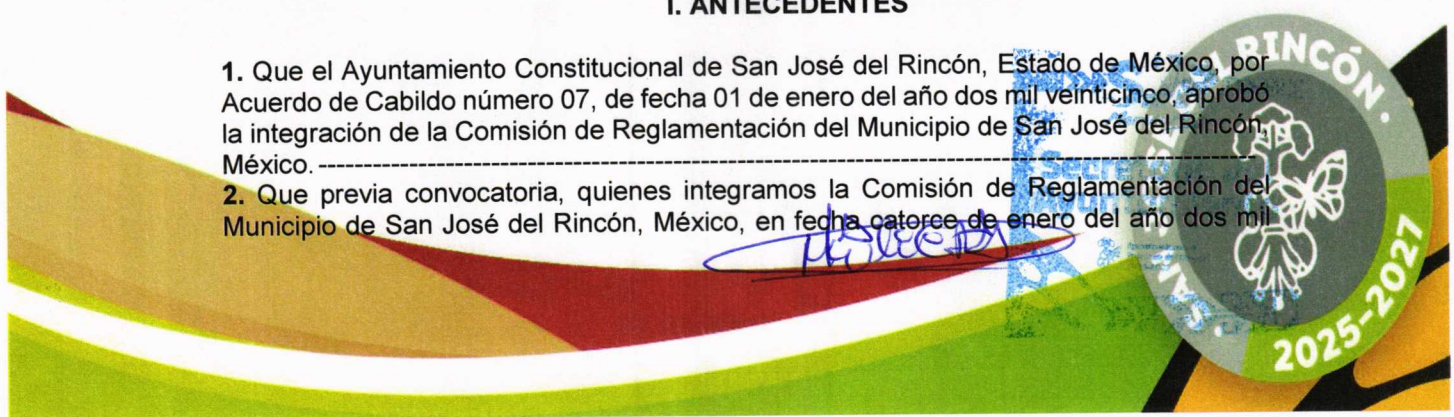 I. ANTECEDENTES
1. Que el Ayuntamiento Constitucional de San José del Rincón, Estado de México, por
Acuerdo de Cabildo número 07, de fecha 01 de enero del año dos mil veinticinco, aprobó
la integración de la Comisión de Reglamentación del Municipio de San José del Rincón,
México. --------------------------------------------------------------------------------------------------------
2. Que previa convocatoria, quienes integramos la Comisión de Reglamentación del
Municipio de San José del Rincón, México, en fecha catorce de enero del año dos mil
RINCÓN
2025-2027